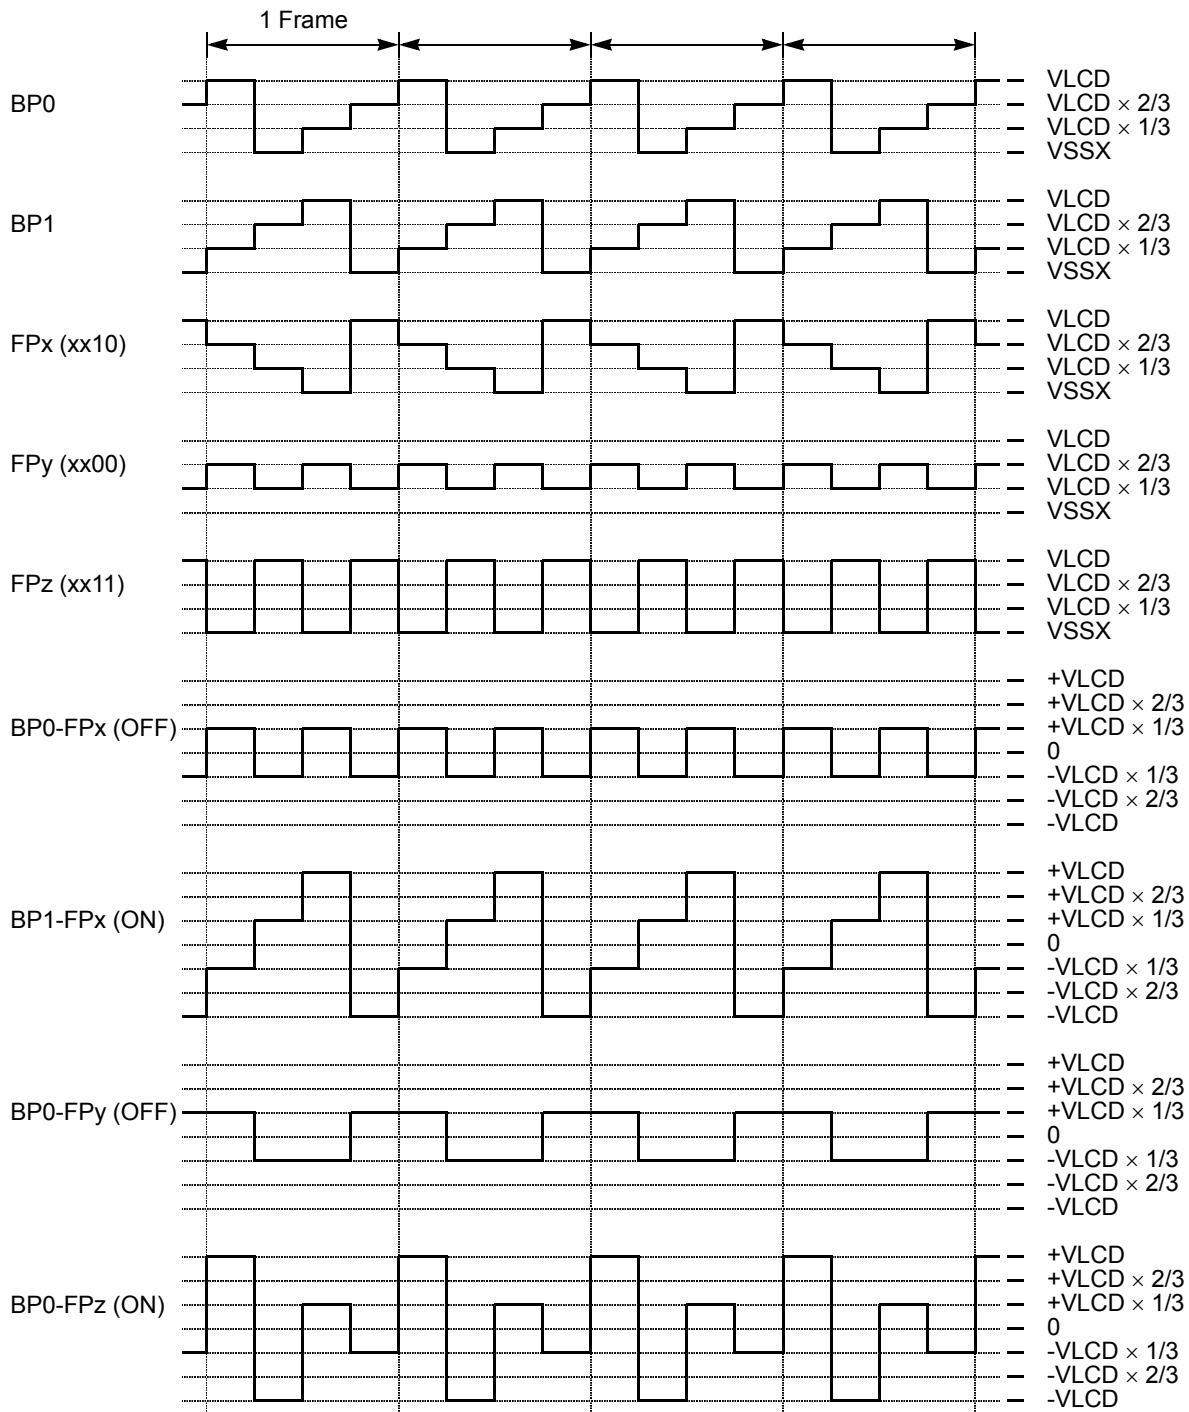 1 Frame
BP0
VLCD
VLCD × 2/3
VLCD × 1/3
VSSX
BP1
VLCD
VLCD × 2/3
VLCD × 1/3
VSSX
FPx (xx10)
VLCD
VLCD × 2/3
VLCD × 1/3
VSSX
FPy (xx00)
VLCD
VLCD × 2/3
VLCD × 1/3
VSSX
FPz (xx11)
VLCD
VLCD × 2/3
VLCD × 1/3
VSSX
BP0-FPx (OFF)
+VLCD
+VLCD × 2/3
+VLCD × 1/3
0
-VLCD × 1/3
-VLCD × 2/3
-VLCD
BP1-FPx (ON)
+VLCD
+VLCD × 2/3
+VLCD × 1/3
0
-VLCD × 1/3
-VLCD × 2/3
-VLCD
BP0-FPy (OFF)
+VLCD
+VLCD × 2/3
+VLCD × 1/3
0
-VLCD × 1/3
-VLCD × 2/3
-VLCD
BP0-FPz (ON)
+VLCD
+VLCD × 2/3
+VLCD × 1/3
0
-VLCD × 1/3
-VLCD × 2/3
-VLCD